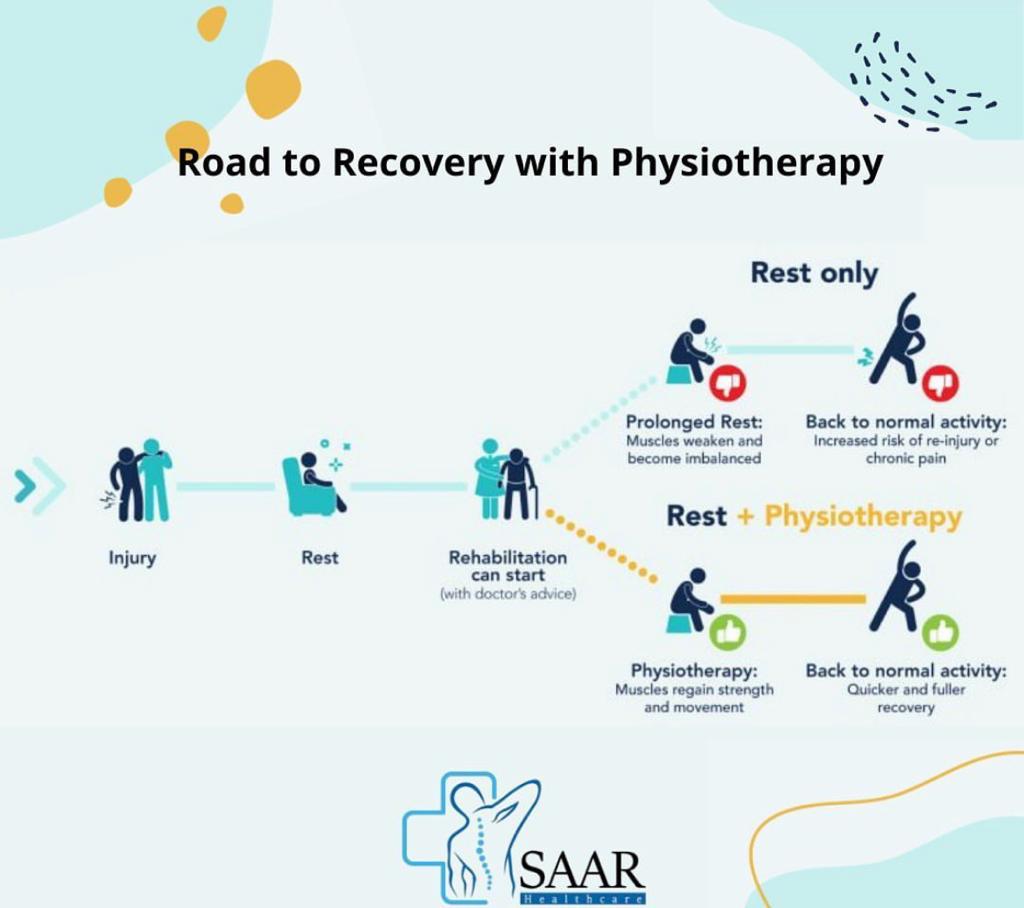 Road to Recovery with Physiotherapy
Injury
Rest
Rehabilitation
can start
(with doctor's advice)
Rest only
Prolonged Rest:
Muscles weaken and
become imbalanced
Back to normal activity:
Increased risk of re-injury or
chronic pain
Rest + Physiotherapy
Physiotherapy:
Muscles regain strength
and movement
Back to normal activity:
Quicker and fuller
recovery
SAAR
Healthcare